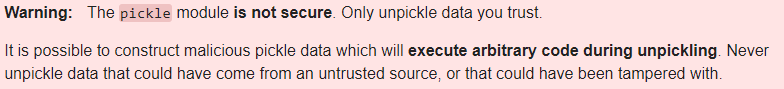 Warning: The pickle module is not secure. Only unpickle data you trust.
It is possible to construct malicious pickle data which will execute arbitrary code during unpickling. Never
unpickle data that could have come from an untrusted source, or that could have been tampered with.